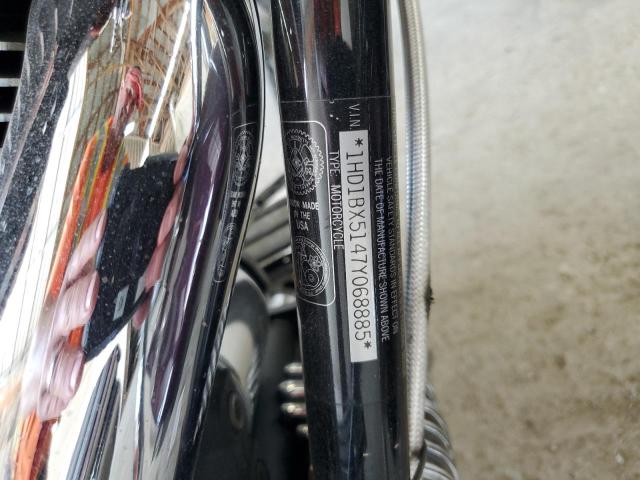 VEHICLE SAFETY STANDARDS IN EFFECT ON
THE DATE OF MANUFACTURE SHOWN ABOVE
V.I.N. *1HD1BX5147Y068885*
TYPE: MOTORCYCLE
MADE
IN THE
USA